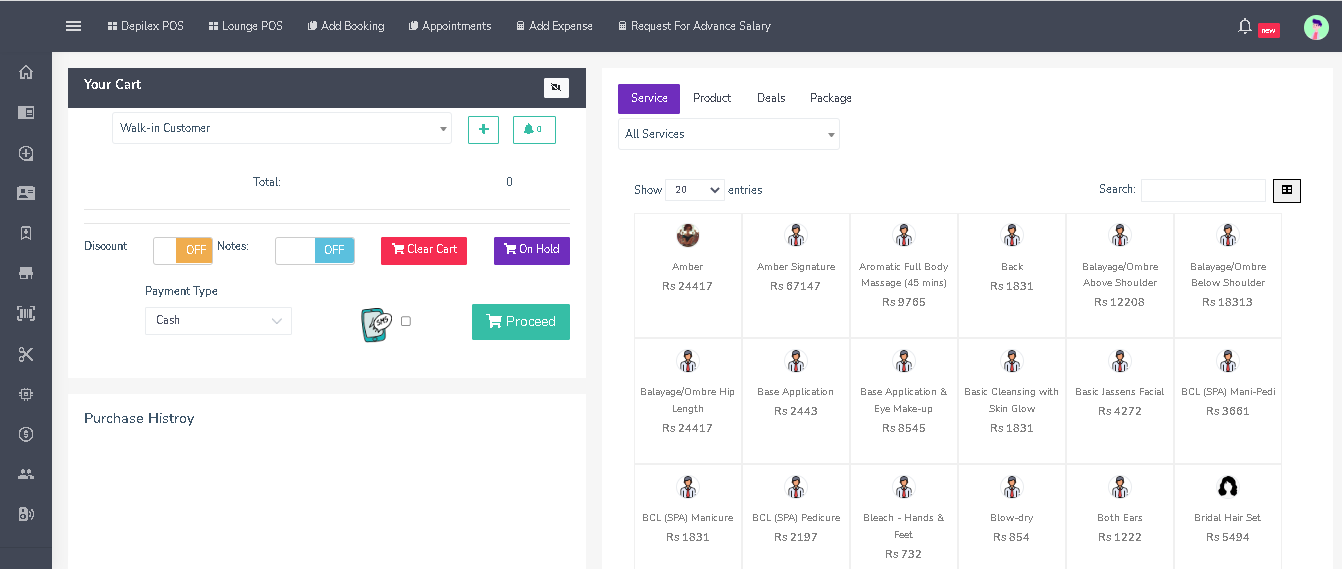 Depilex POS Lounge POS Add Booking Appointments Add Expense Request For Advance Salary new
Your Cart
Walk-in Customer 0
Total: 0
Discount OFF Notes: OFF Clear Cart On Hold
Payment Type
Cash SMS Proceed
Purchase Histroy
Service Product Deals Package
All Services
Show 20 entries Search:
Amber
Rs 24417
Amber Signature
Rs 67147
Aromatic Full Body
Massage (45 mins)
Rs 9765
Back
Rs 1831
Balayage/Ombre
Above Shoulder
Rs 12208
Balayage/Ombre
Below Shoulder
Rs 18313
Balayage/Ombre Hip
Length
Rs 24417
Base Application
Rs 2443
Base Application &
Eye Make-up
Rs 8545
Basic Cleansing with
Skin Glow
Rs 1831
Basic Jassens Facial
Rs 4272
BCL (SPA) Mani-Pedi
Rs 3661
BCL (SPA) Manicure
Rs 1831
BCL (SPA) Pedicure
Rs 2197
Bleach - Hands &
Feet
Rs 732
Blow-dry
Rs 854
Both Ears
Rs 1222
Bridal Hair Set
Rs 5494